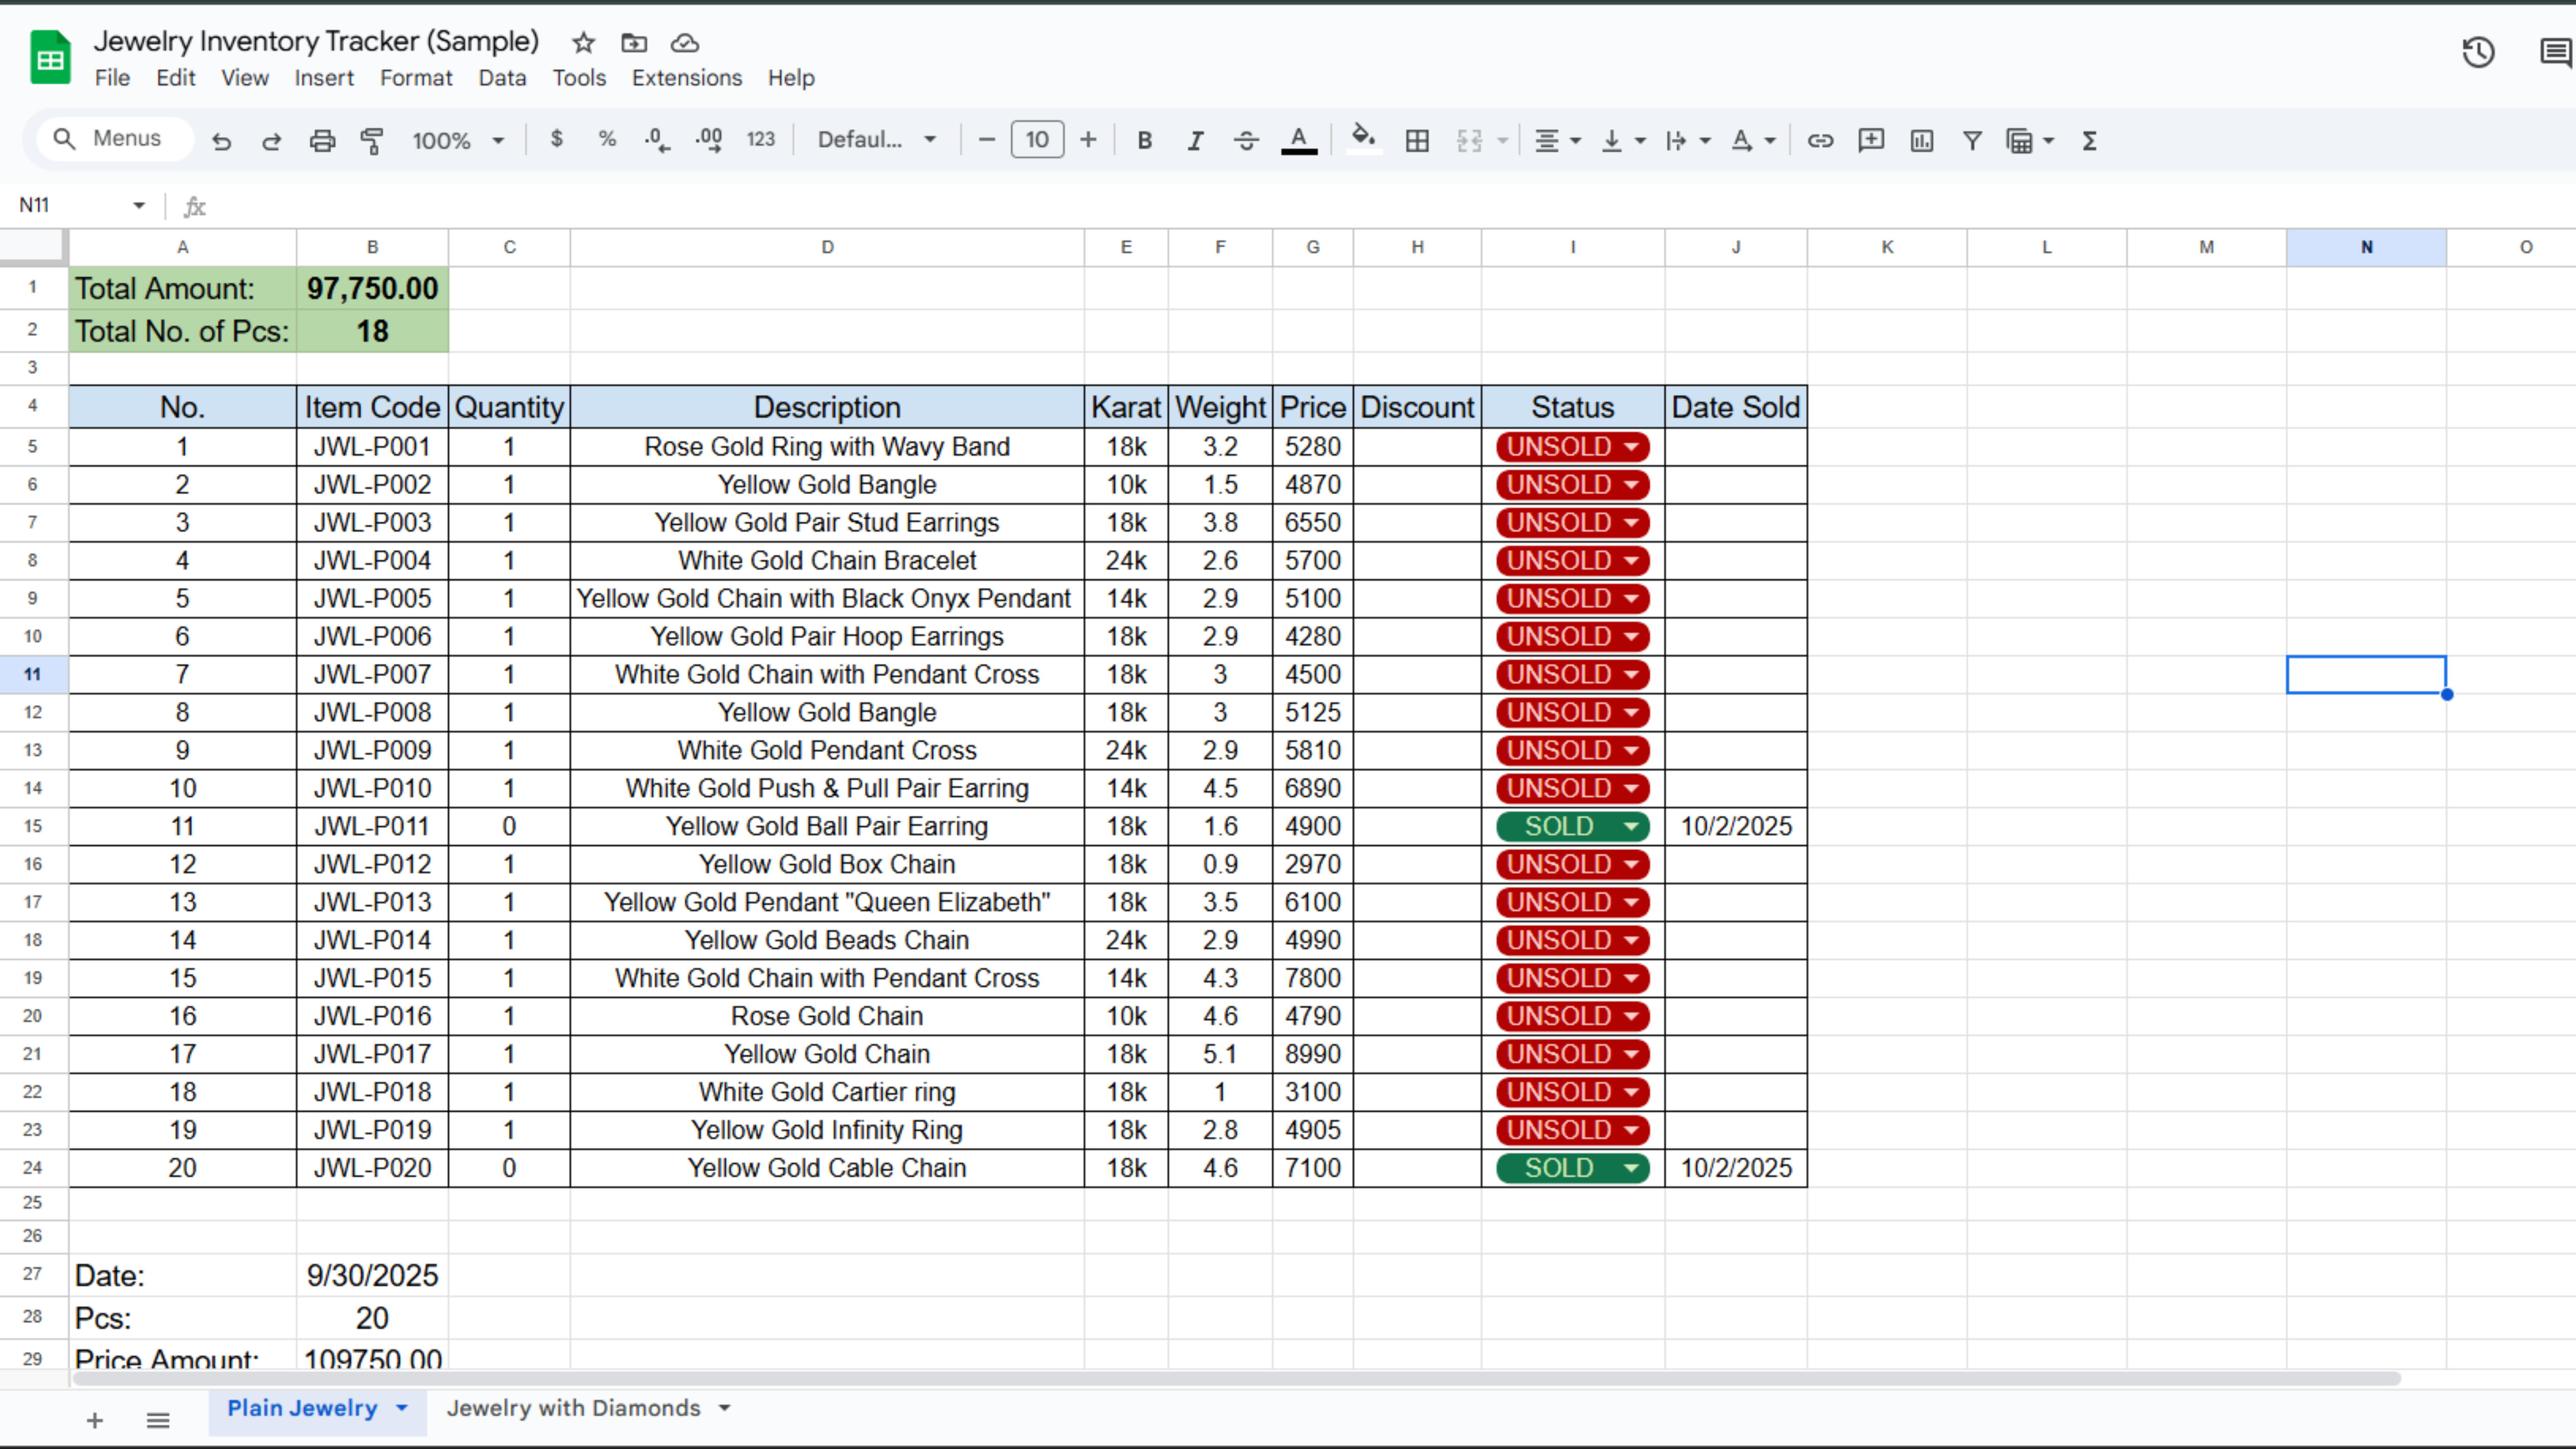 Jewelry Inventory Tracker (Sample)
File Edit View Insert Format Data Tools Extensions Help
Menus 100% $ % .0 .00 123 Defaul... 10 B I S A A Σ
N11 fx
A B C D E F G H I J K L M N O
1 Total Amount: 97,750.00
2 Total No. of Pcs: 18
3
4 No. Item Code Quantity Description Karat Weight Price Discount Status Date Sold
5 1 JWL-P001 1 Rose Gold Ring with Wavy Band 18k 3.2 5280 UNSOLD
6 2 JWL-P002 1 Yellow Gold Bangle 10k 1.5 4870 UNSOLD
7 3 JWL-P003 1 Yellow Gold Pair Stud Earrings 18k 3.8 6550 UNSOLD
8 4 JWL-P004 1 White Gold Chain Bracelet 24k 2.6 5700 UNSOLD
9 5 JWL-P005 1 Yellow Gold Chain with Black Onyx Pendant 14k 2.9 5100 UNSOLD
10 6 JWL-P006 1 Yellow Gold Pair Hoop Earrings 18k 2.9 4280 UNSOLD
11 7 JWL-P007 1 White Gold Chain with Pendant Cross 18k 3 4500 UNSOLD
12 8 JWL-P008 1 Yellow Gold Bangle 18k 3 5125 UNSOLD
13 9 JWL-P009 1 White Gold Pendant Cross 24k 2.9 5810 UNSOLD
14 10 JWL-P010 1 White Gold Push & Pull Pair Earring 14k 4.5 6890 UNSOLD
15 11 JWL-P011 0 Yellow Gold Ball Pair Earring 18k 1.6 4900 SOLD 10/2/2025
16 12 JWL-P012 1 Yellow Gold Box Chain 18k 0.9 2970 UNSOLD
17 13 JWL-P013 1 Yellow Gold Pendant "Queen Elizabeth" 18k 3.5 6100 UNSOLD
18 14 JWL-P014 1 Yellow Gold Beads Chain 24k 2.9 4990 UNSOLD
19 15 JWL-P015 1 White Gold Chain with Pendant Cross 14k 4.3 7800 UNSOLD
20 16 JWL-P016 1 Rose Gold Chain 10k 4.6 4790 UNSOLD
21 17 JWL-P017 1 Yellow Gold Chain 18k 5.1 8990 UNSOLD
22 18 JWL-P018 1 White Gold Cartier ring 18k 1 3100 UNSOLD
23 19 JWL-P019 1 Yellow Gold Infinity Ring 18k 2.8 4905 UNSOLD
24 20 JWL-P020 0 Yellow Gold Cable Chain 18k 4.6 7100 SOLD 10/2/2025
25
26
27 Date: 9/30/2025
28 Pcs: 20
29 Price Amount: 109750.00
Plain Jewelry Jewelry with Diamonds